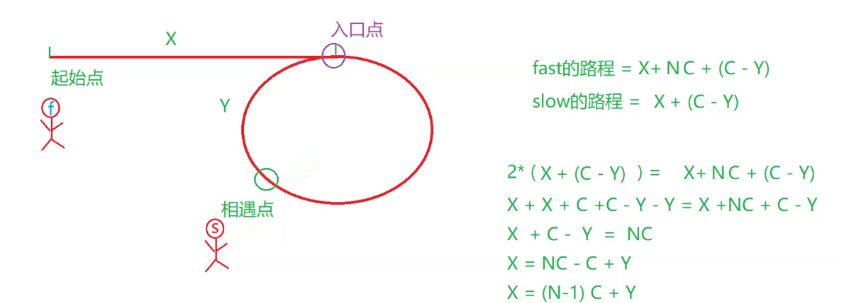 入口点
X
起始点
f
Y
相遇点
S
fast的路程 = X+ N C + (C - Y)
slow的路程 = X + (C - Y)
2* ( X + (C - Y) ) = X+ N C + (C - Y)
X + X + C +C - Y - Y = X +NC + C - Y
X + C - Y = NC
X = NC - C + Y
X = (N-1) C + Y